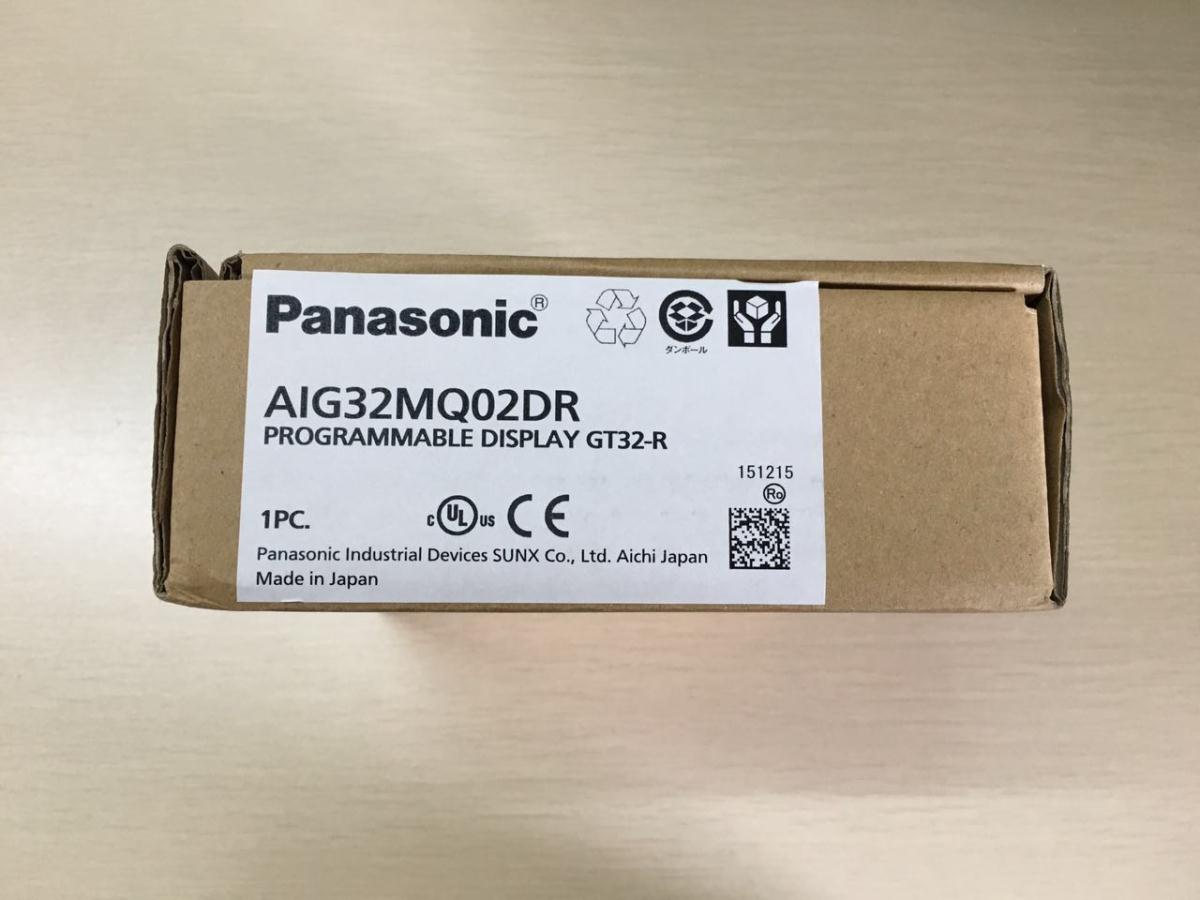 Panasonic®
ダンボール
AIG32MQ02DR
PROGRAMMABLE DISPLAY GT32-R
151215
Ro
1PC.
c UL us CE
Panasonic Industrial Devices SUNX Co., Ltd. Aichi Japan
Made in Japan